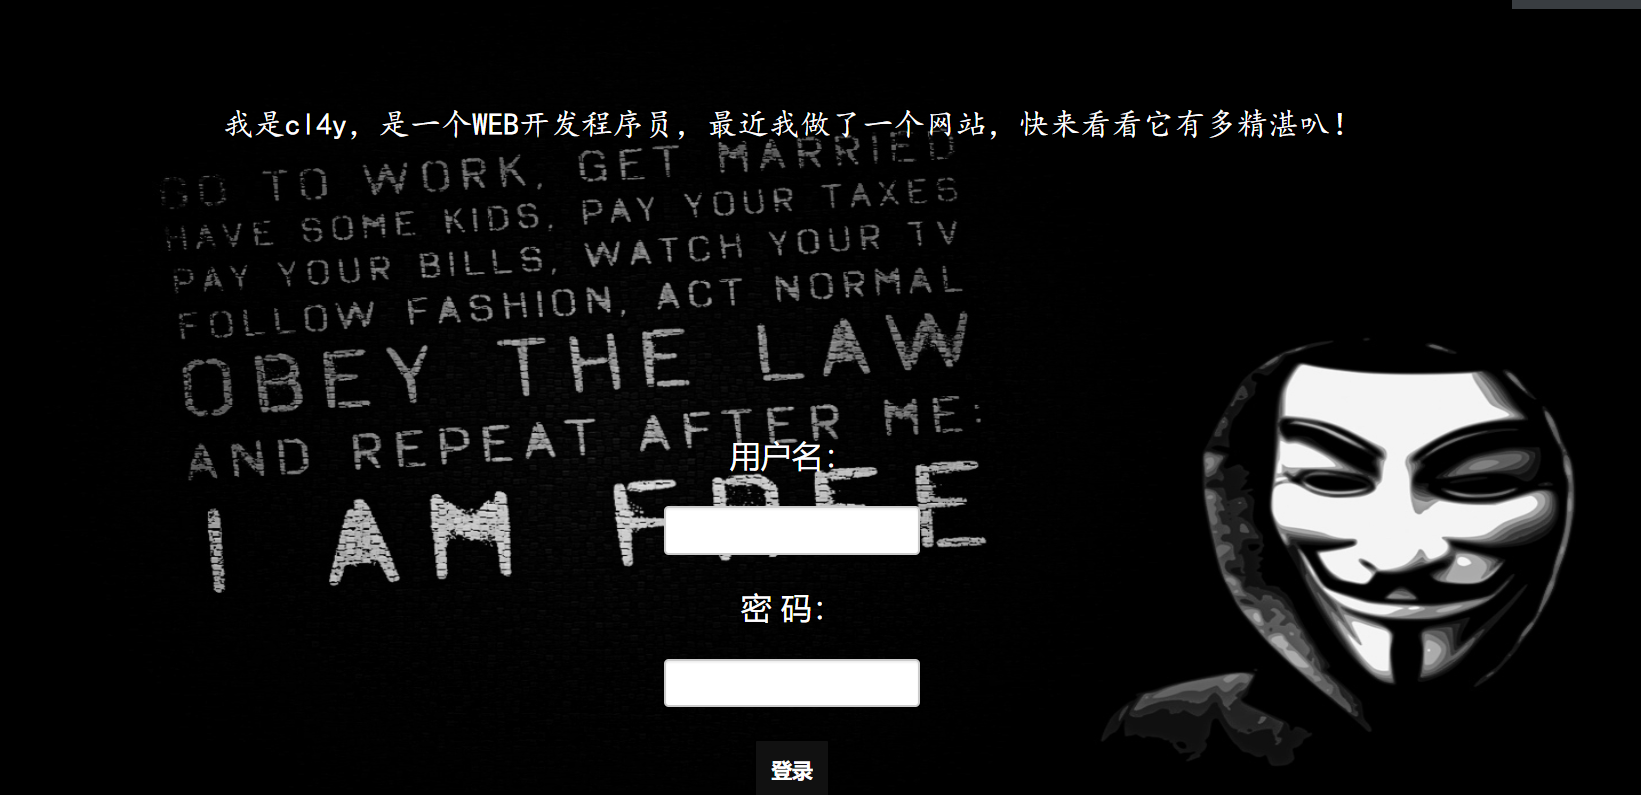 我是cl4y，是一个WEB开发程序员，最近我做了一个网站，快来看看它有多精湛叭！
GO TO WORK, GET MARRIED
HAVE SOME KIDS, PAY YOUR TAXES
PAY YOUR BILLS, WATCH YOUR TV
FOLLOW FASHION, ACT NORMAL
OBEY THE LAW
AND REPEAT AFTER ME:
I AM FREE
用户名：
密 码：
登录